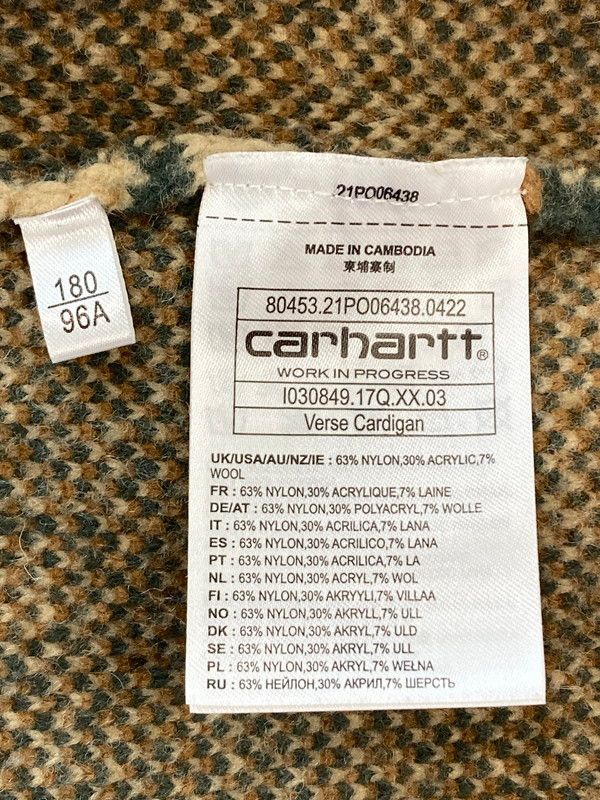 .21PO06438
MADE IN CAMBODIA
柬埔寨制
80453.21PO06438.0422
carhartt®
WORK IN PROGRESS
I030849.17Q.XX.03
Verse Cardigan
UK/USA/AU/NZ/IE : 63% NYLON,30% ACRYLIC,7%
WOOL
FR : 63% NYLON,30% ACRYLIQUE,7% LAINE
DE/AT : 63% NYLON,30% POLYACRYL,7% WOLLE
IT : 63% NYLON,30% ACRILICA,7% LANA
ES : 63% NYLON,30% ACRILICO,7% LANA
PT : 63% NYLON,30% ACRILICA,7% LA
NL : 63% NYLON,30% ACRYL,7% WOL
FI : 63% NYLON,30% AKRYYLI,7% VILLAA
NO : 63% NYLON,30% AKRYLL,7% ULL
DK : 63% NYLON,30% AKRYL,7% ULD
SE : 63% NYLON,30% AKRYL,7% ULL
PL : 63% NYLON,30% AKRYL,7% WEŁNA
RU : 63% НЕЙЛОН,30% АКРИЛ,7% ШЕРСТЬ
180
96A